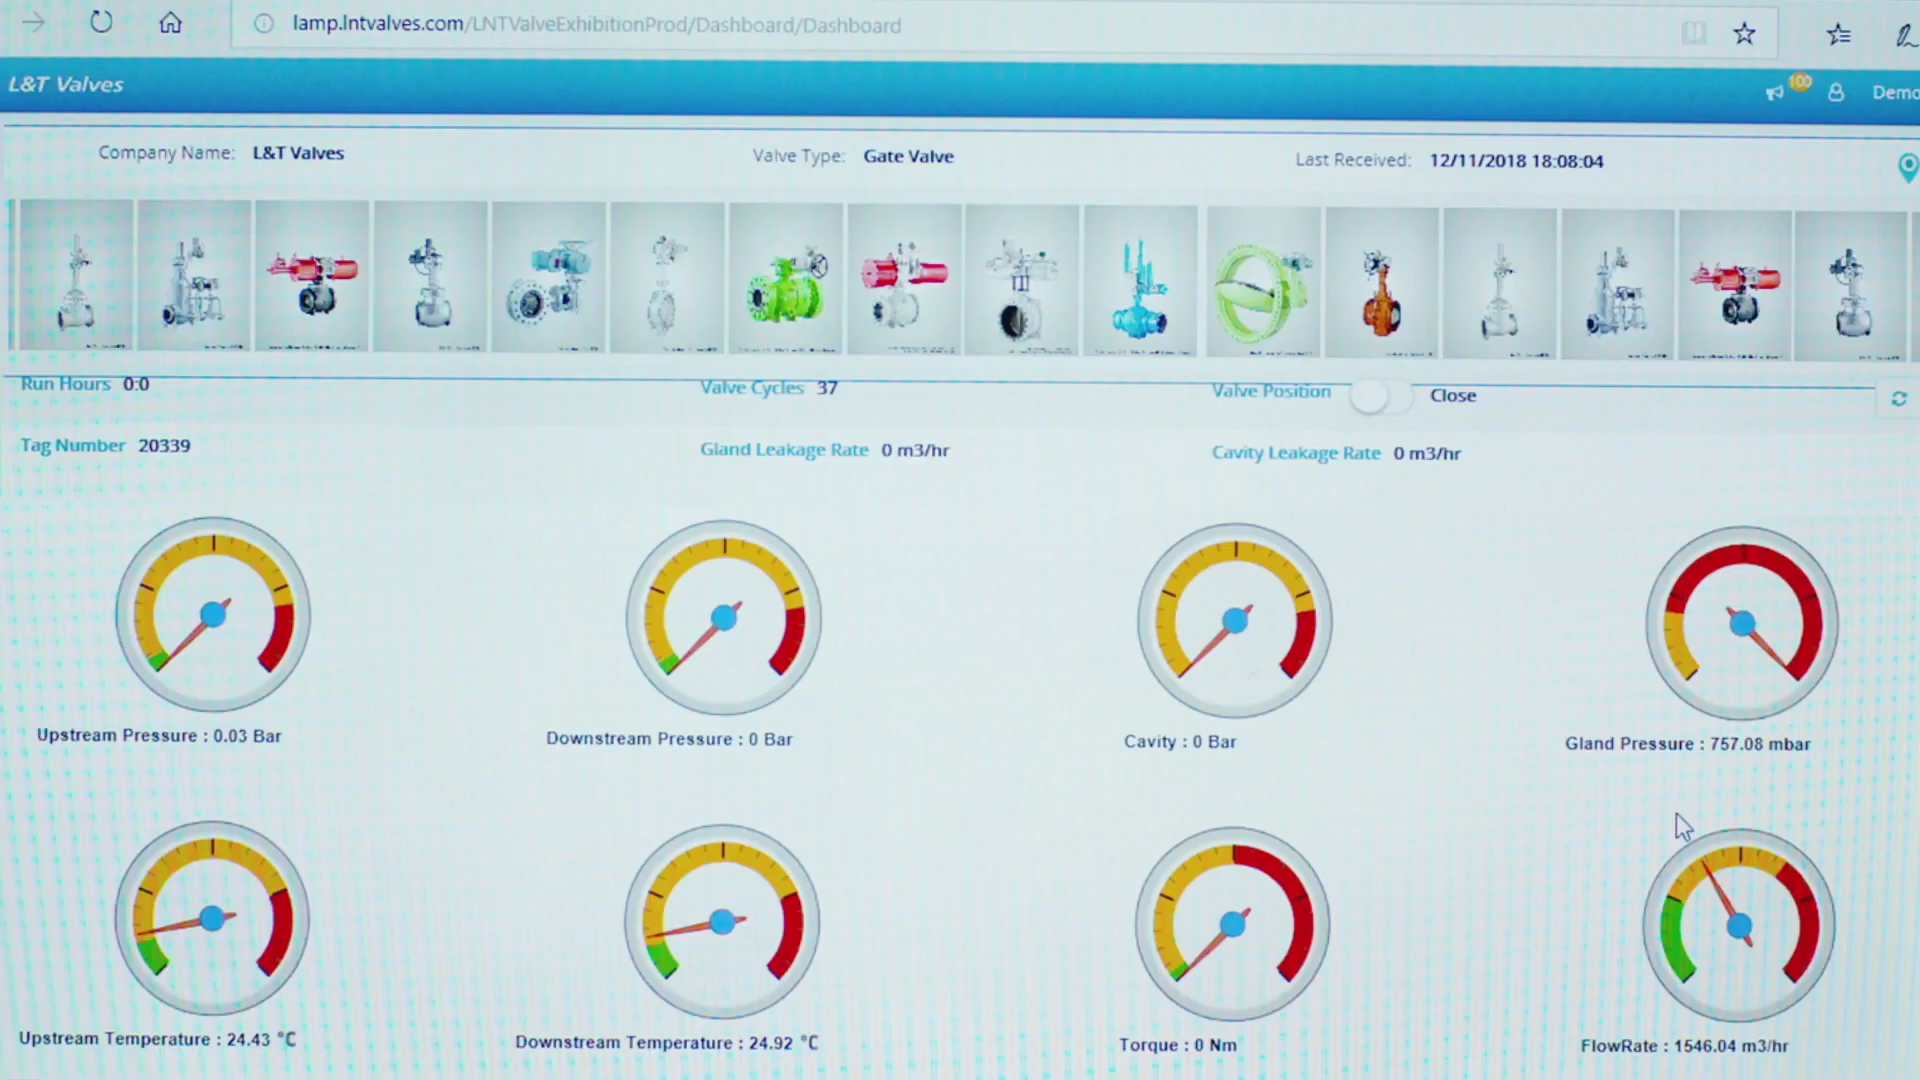 lamp.lntvalves.com/LNTValveExhibitionProd/Dashboard/Dashboard
L&T Valves
100
Demo
Company Name: L&T Valves
Valve Type: Gate Valve
Last Received: 12/11/2018 18:08:04
Run Hours 0:0
Valve Cycles 37
Valve Position Close
Tag Number 20339
Gland Leakage Rate 0 m3/hr
Cavity Leakage Rate 0 m3/hr
Upstream Pressure : 0.03 Bar
Downstream Pressure : 0 Bar
Cavity : 0 Bar
Gland Pressure : 757.08 mbar
Upstream Temperature : 24.43 °C
Downstream Temperature : 24.92 °C
Torque : 0 Nm
FlowRate : 1546.04 m3/hr